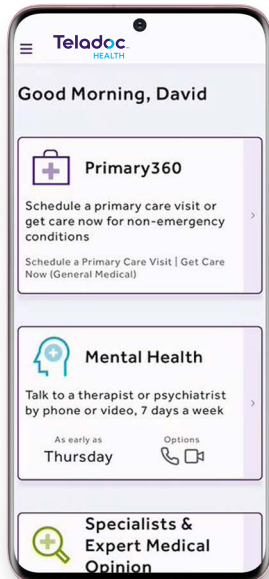 Teladoc
HEALTH
Good Morning, David
Primary360
Schedule a primary care visit or
get care now for non-emergency
conditions
Schedule a Primary Care Visit | Get Care
Now (General Medical)
Mental Health
Talk to a therapist or psychiatrist
by phone or video, 7 days a week
As early as
Options
Thursday
Specialists &
Expert Medical
Opinion